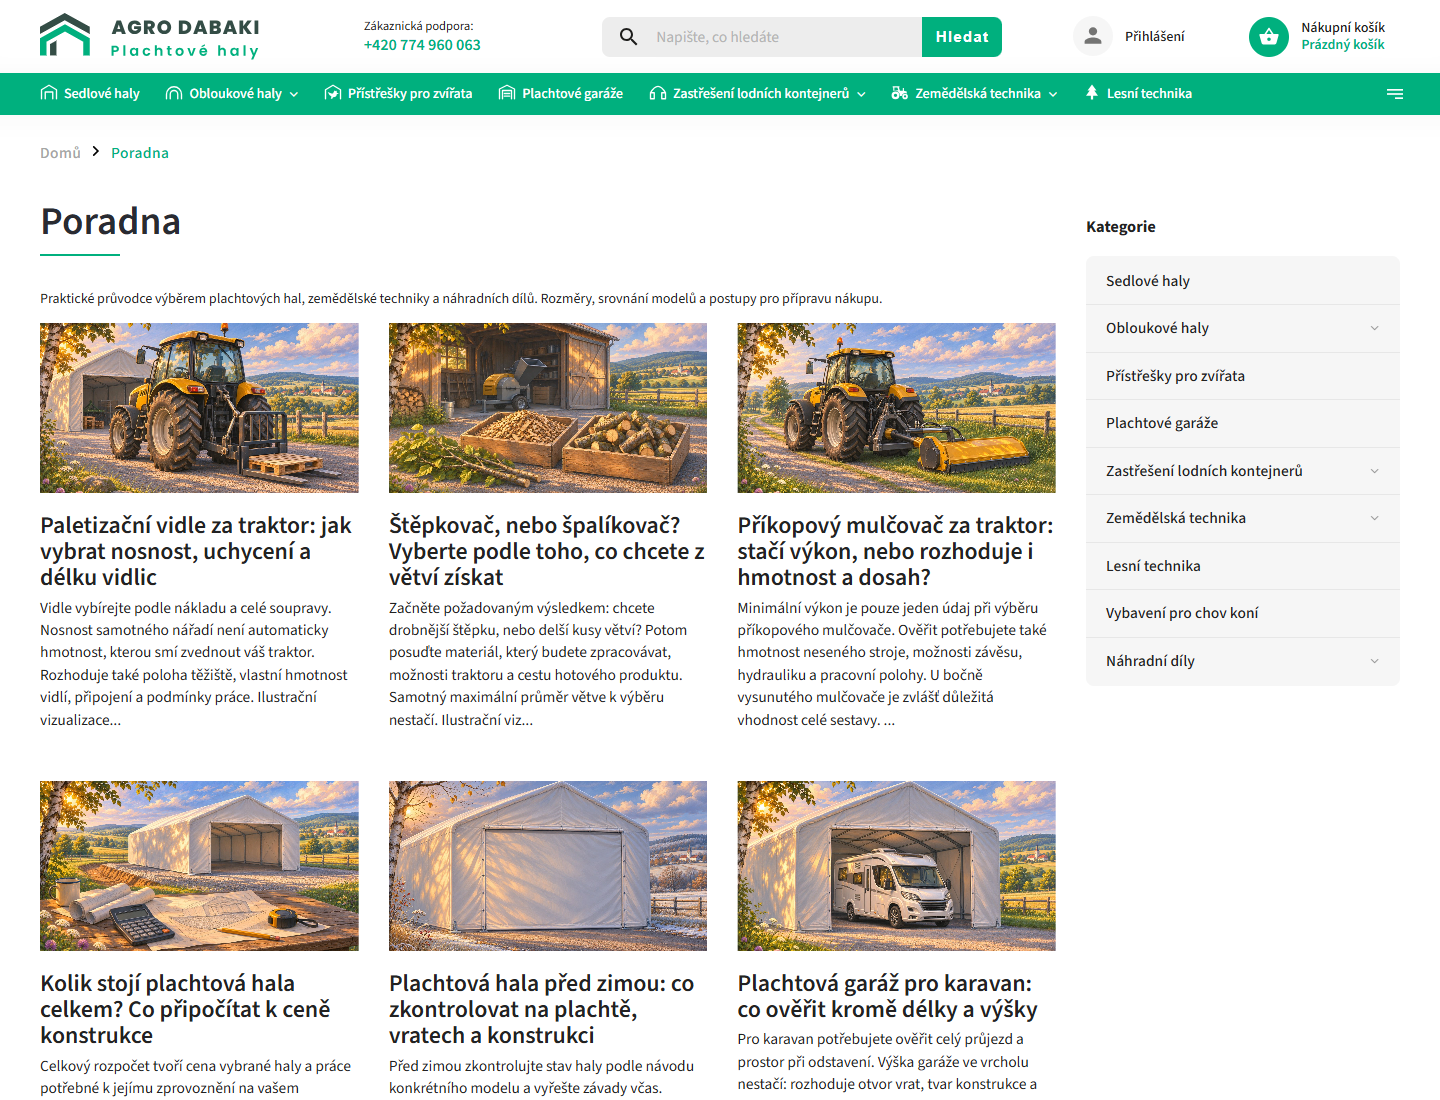 AGRO DABAKI
Plachtové haly
Zákaznická podpora:
+420 774 960 063
Napište, co hledáte
Hledat
Přihlášení
Nákupní košík
Prázdný košík
Sedlové haly
Obloukové haly
Přístřešky pro zvířata
Plachtové garáže
Zastřešení lodních kontejnerů
Zemědělská technika
Lesní technika
Domů
Poradna
Poradna
Praktické průvodce výběrem plachtových hal, zemědělské techniky a náhradních dílů. Rozměry, srovnání modelů a postupy pro přípravu nákupu.
Paletizační vidle za traktor: jak
vybrat nosnost, uchycení a
délku vidlic
Vidle vybírejte podle nákladu a celé soupravy.
Nosnost samotného nářadí není automaticky
hmotnost, kterou smí zvednout váš traktor.
Rozhoduje také poloha těžiště, vlastní hmotnost
vidlí, připojení a podmínky práce. Ilustrační
vizualizace...
Štěpkovač, nebo špalíkovač?
Vyberte podle toho, co chcete z
větví získat
Začněte požadovaným výsledkem: chcete
drobnější štěpku, nebo delší kusy větví? Potom
posuďte materiál, který budete zpracovávat,
možnosti traktoru a cestu hotového produktu.
Samotný maximální průměr větve k výběru
nestačí. Ilustrační viz...
Příkopový mulčovač za traktor:
stačí výkon, nebo rozhoduje i
hmotnost a dosah?
Minimální výkon je pouze jeden údaj při výběru
příkopového mulčovače. Ověřit potřebujete také
hmotnost neseného stroje, možnosti závěsu,
hydrauliku a pracovní polohy. U bočně
vysunutého mulčovače je zvlášť důležitá
vhodnost celé sestavy. ...
Kolik stojí plachtová hala
celkem? Co připočítat k ceně
konstrukce
Celkový rozpočet tvoří cena vybrané haly a práce
potřebné k jejímu zprovoznění na vašem
Plachtová hala před zimou: co
zkontrolovat na plachtě,
vratech a konstrukci
Před zimou zkontrolujte stav haly podle návodu
konkrétního modelu a vyřešte závady včas.
Plachtová garáž pro karavan:
co ověřit kromě délky a výšky
Pro karavan potřebujete ověřit celý průjezd a
prostor při odstavení. Výška garáže ve vrcholu
nestačí: rozhoduje otvor vrat, tvar konstrukce a
Kategorie
Sedlové haly
Obloukové haly
Přístřešky pro zvířata
Plachtové garáže
Zastřešení lodních kontejnerů
Zemědělská technika
Lesní technika
Vybavení pro chov koní
Náhradní díly